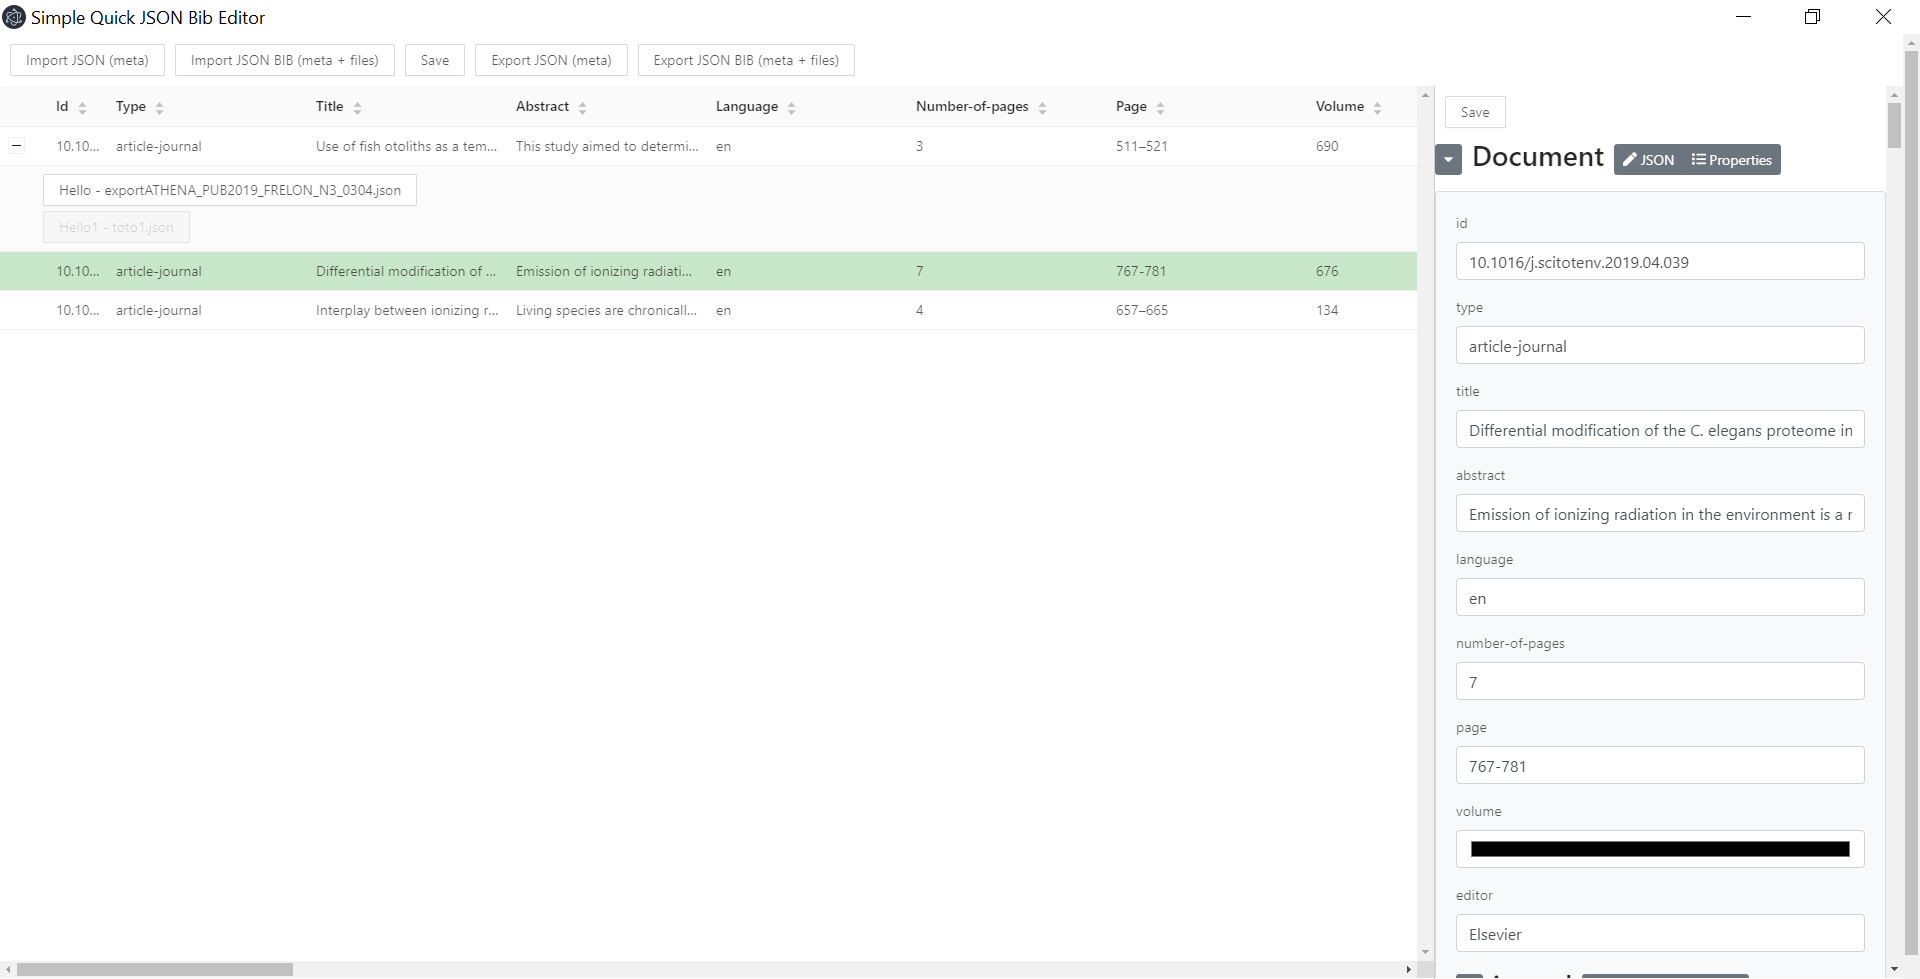 Simple Quick JSON Bib Editor
Import JSON (meta) Import JSON BIB (meta + files) Save Export JSON (meta) Export JSON BIB (meta + files)
Id Type Title Abstract Language Number-of-pages Page Volume
10.10... article-journal Use of fish otoliths as a tem... This study aimed to determi... en 3 511–521 690
Hello - exportATHENA_PUB2019_FRELON_N3_0304.json
Hello1 - toto1.json
10.10... article-journal Differential modification of ... Emission of ionizing radiati... en 7 767-781 676
10.10... article-journal Interplay between ionizing r... Living species are chronicall... en 4 657–665 134
Save
Document JSON Properties
id
10.1016/j.scitotenv.2019.04.039
type
article-journal
title
Differential modification of the C. elegans proteome in
abstract
Emission of ionizing radiation in the environment is a
language
en
number-of-pages
7
page
767-781
volume
editor
Elsevier